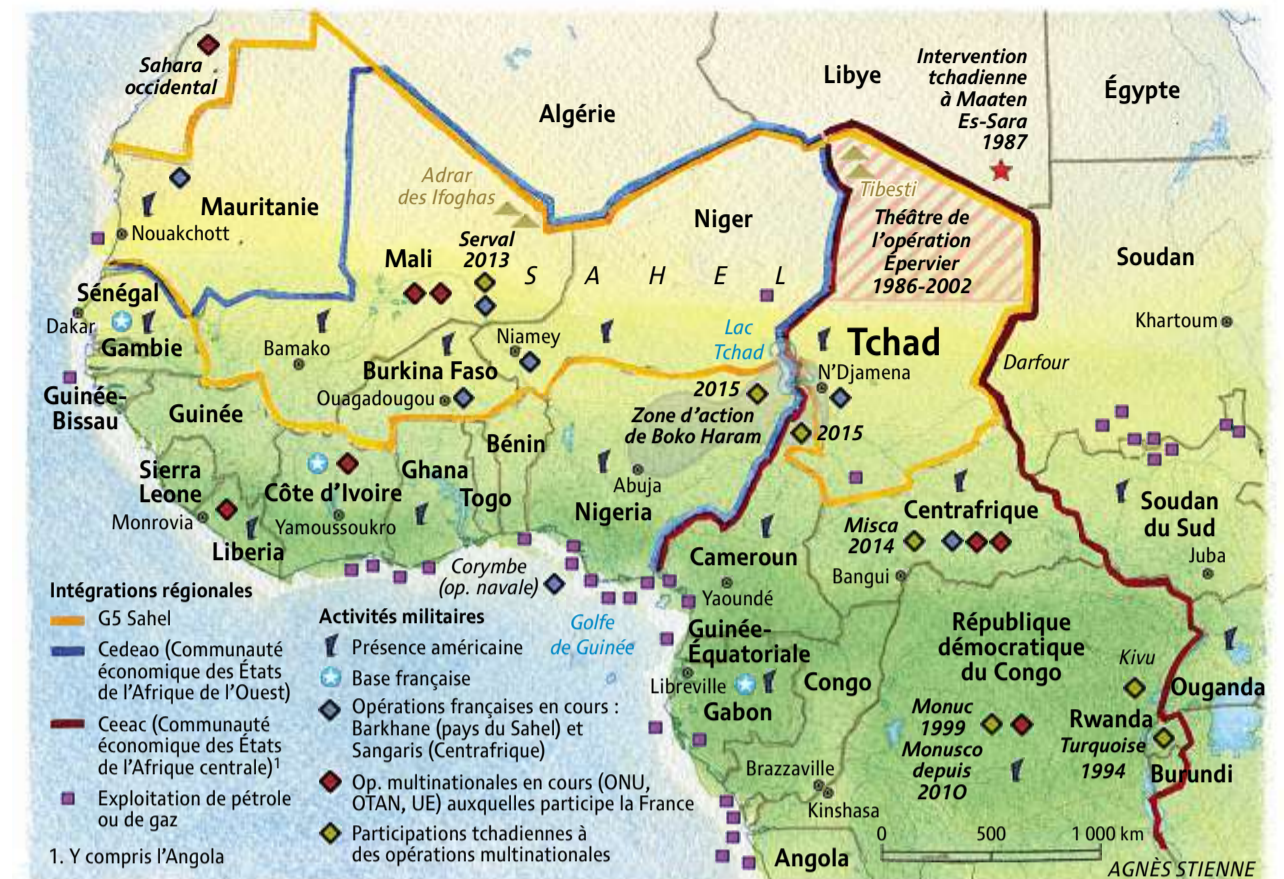 Sahara
occidental
Algérie
Libye
Intervention
tchadienne
à Maaten
Es-Sara
1987
Égypte
Adrar
des Ifoghas
Tibesti
Mauritanie
Nouakchott
Niger
Théâtre de
l'opération
Épervier
1986-2002
Soudan
Serval
2013
Mali
SAHEL
Sénégal
Dakar
Gambie
Bamako
Niamey
Lac
Tchad
Tchad
Khartoum
Darfour
Burkina Faso
Ouagadougou
N'Djamena
2015
Zone d'action
de Boko Haram
2015
Guinée-
Bissau
Guinée
Bénin
Sierra
Leone
Monrovia
Liberia
Côte d'Ivoire
Yamoussoukro
Ghana
Togo
Abuja
Nigeria
Centrafrique
Misca
2014
Bangui
Soudan
du Sud
Juba
Cameroun
Yaoundé
Corymbe
(op. navale)
Golfe
de Guinée
Guinée-
Équatoriale
Libreville
Gabon
Congo
République
démocratique
du Congo
Kivu
Ouganda
Monuc
1999
Monusco
depuis
2010
Rwanda
Turquoise
1994
Burundi
Brazzaville
Kinshasa
Angola
Intégrations régionales
G5 Sahel
Cedeao (Communauté
économique des États
de l'Afrique de l'Ouest)
Ceeac (Communauté
économique des États
de l'Afrique centrale)¹
Exploitation de pétrole
ou de gaz
1. Y compris l'Angola
Activités militaires
Présence américaine
Base française
Opérations françaises en cours :
Barkhane (pays du Sahel) et
Sangaris (Centrafrique)
Op. multinationales en cours (ONU,
OTAN, UE) auxquelles participe la France
Participations tchadiennes à
des opérations multinationales
0 500 1 000 km
AGNÈS STIENNE